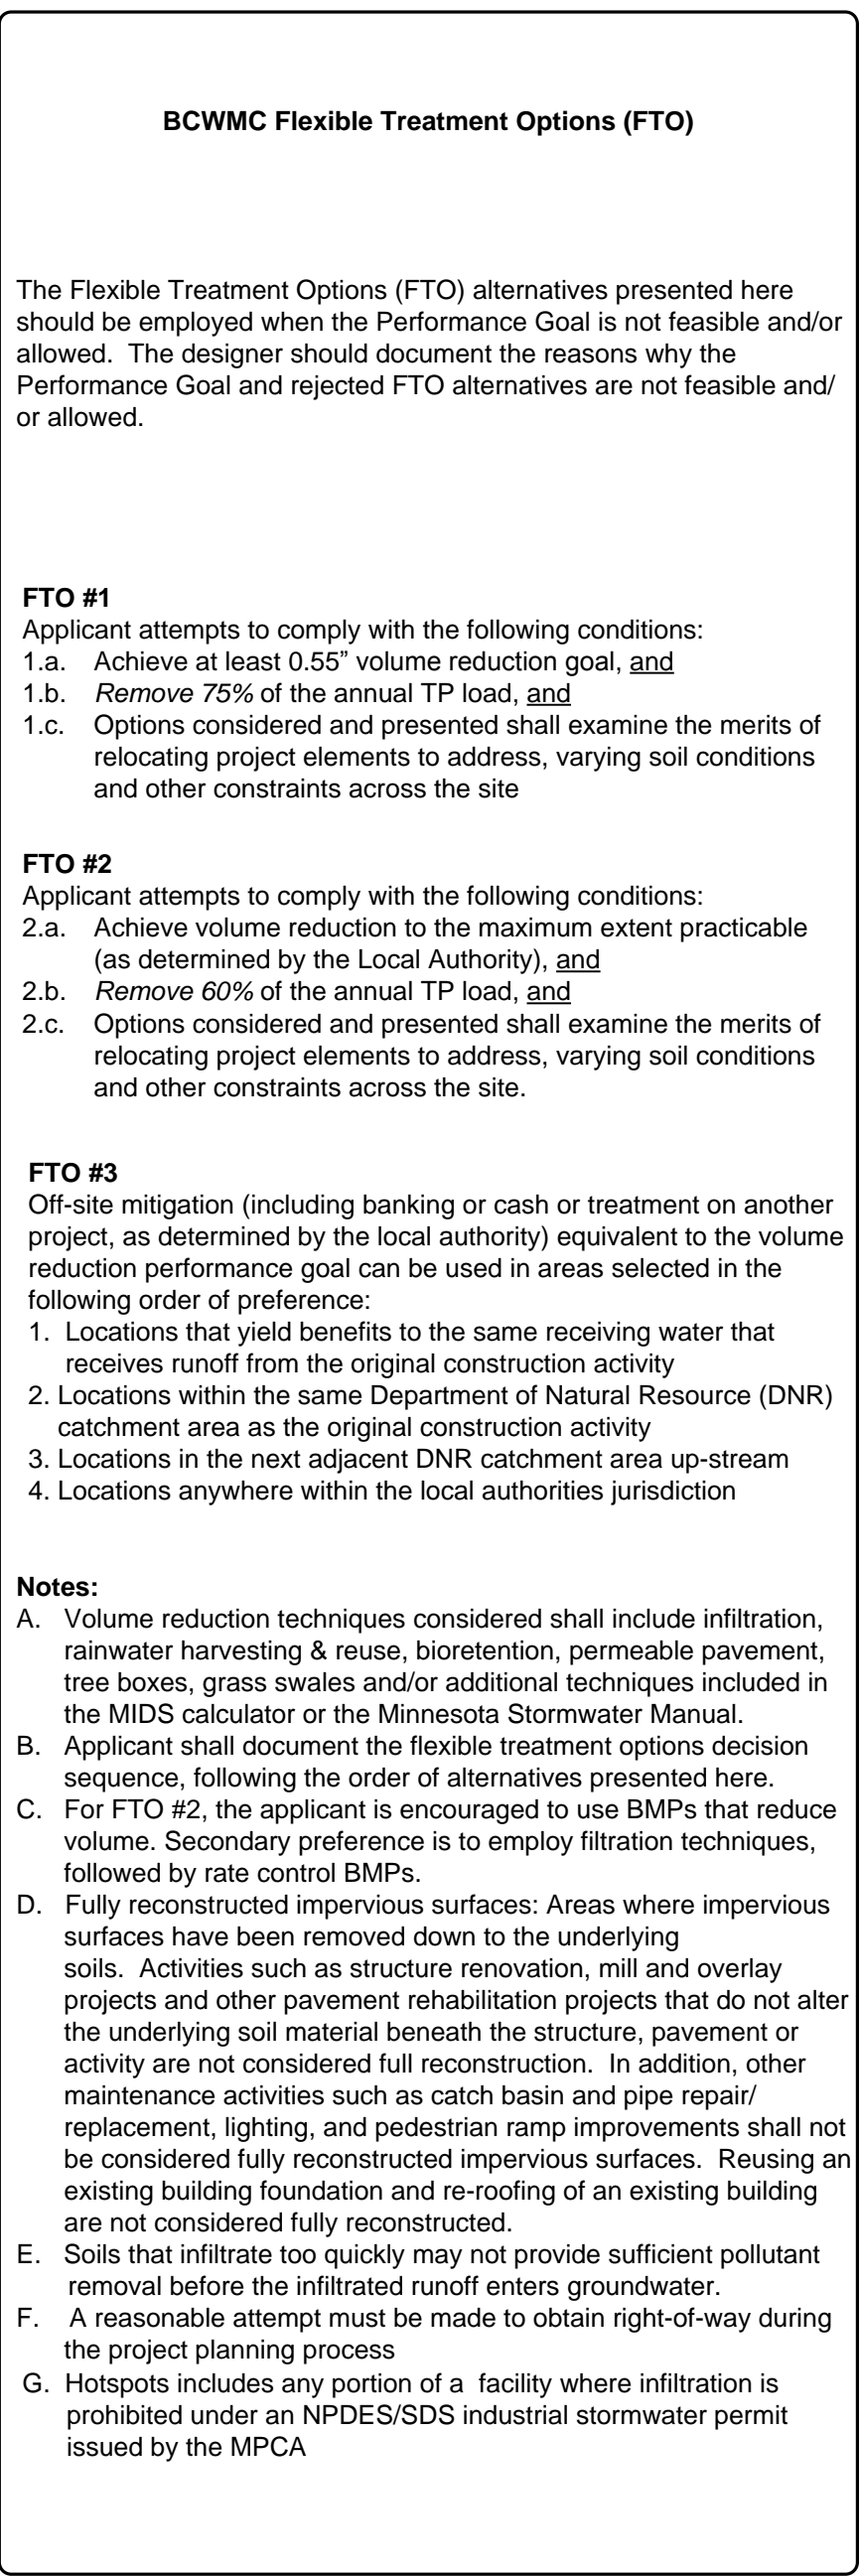 BCWMC Flexible Treatment Options (FTO)
The Flexible Treatment Options (FTO) alternatives presented here
should be employed when the Performance Goal is not feasible and/or
allowed.  The designer should document the reasons why the
Performance Goal and rejected FTO alternatives are not feasible and/
or allowed.
FTO #1
Applicant attempts to comply with the following conditions:
1.a. Achieve at least 0.55” volume reduction goal, and
1.b. Remove 75% of the annual TP load, and
1.c. Options considered and presented shall examine the merits of
relocating project elements to address, varying soil conditions
and other constraints across the site
FTO #2
Applicant attempts to comply with the following conditions:
2.a. Achieve volume reduction to the maximum extent practicable
(as determined by the Local Authority), and
2.b. Remove 60% of the annual TP load, and
2.c. Options considered and presented shall examine the merits of
relocating project elements to address, varying soil conditions
and other constraints across the site.
FTO #3
Off-site mitigation (including banking or cash or treatment on another
project, as determined by the local authority) equivalent to the volume
reduction performance goal can be used in areas selected in the
following order of preference:
1. Locations that yield benefits to the same receiving water that
receives runoff from the original construction activity
2. Locations within the same Department of Natural Resource (DNR)
catchment area as the original construction activity
3. Locations in the next adjacent DNR catchment area up-stream
4. Locations anywhere within the local authorities jurisdiction
Notes:
A. Volume reduction techniques considered shall include infiltration,
rainwater harvesting & reuse, bioretention, permeable pavement,
tree boxes, grass swales and/or additional techniques included in
the MIDS calculator or the Minnesota Stormwater Manual.
B. Applicant shall document the flexible treatment options decision
sequence, following the order of alternatives presented here.
C. For FTO #2, the applicant is encouraged to use BMPs that reduce
volume. Secondary preference is to employ filtration techniques,
followed by rate control BMPs.
D. Fully reconstructed impervious surfaces: Areas where impervious
surfaces have been removed down to the underlying
soils.  Activities such as structure renovation, mill and overlay
projects and other pavement rehabilitation projects that do not alter
the underlying soil material beneath the structure, pavement or
activity are not considered full reconstruction.  In addition, other
maintenance activities such as catch basin and pipe repair/
replacement, lighting, and pedestrian ramp improvements shall not
be considered fully reconstructed impervious surfaces.  Reusing an
existing building foundation and re-roofing of an existing building
are not considered fully reconstructed.
E. Soils that infiltrate too quickly may not provide sufficient pollutant
removal before the infiltrated runoff enters groundwater.
F. A reasonable attempt must be made to obtain right-of-way during
the project planning process
G. Hotspots includes any portion of a  facility where infiltration is
prohibited under an NPDES/SDS industrial stormwater permit
issued by the MPCA